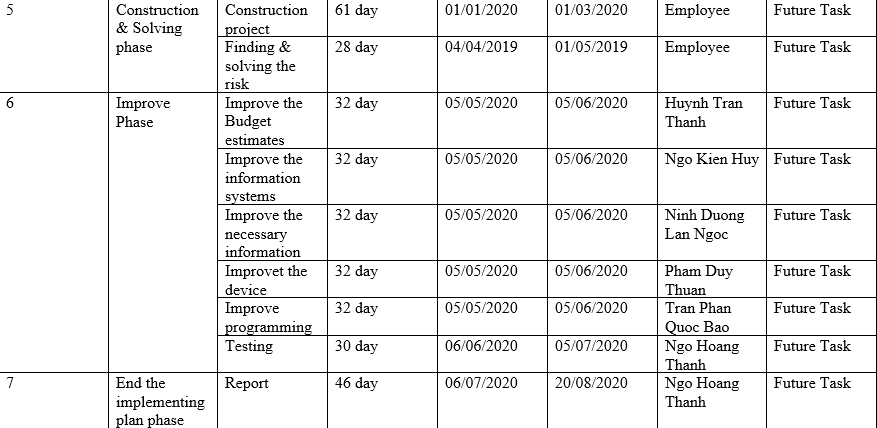 5 Construction & Solving phase Construction project 61 day 01/01/2020 01/03/2020 Employee Future Task
Finding & solving the risk 28 day 04/04/2019 01/05/2019 Employee Future Task
6 Improve Phase Improve the Budget estimates 32 day 05/05/2020 05/06/2020 Huynh Tran Thanh Future Task
Improve the information systems 32 day 05/05/2020 05/06/2020 Ngo Kien Huy Future Task
Improve the necessary information 32 day 05/05/2020 05/06/2020 Ninh Duong Lan Ngoc Future Task
Improvet the device 32 day 05/05/2020 05/06/2020 Pham Duy Thuan Future Task
Improve programming 32 day 05/05/2020 05/06/2020 Tran Phan Quoc Bao Future Task
Testing 30 day 06/06/2020 05/07/2020 Ngo Hoang Thanh Future Task
7 End the implementing plan phase Report 46 day 06/07/2020 20/08/2020 Ngo Hoang Thanh Future Task